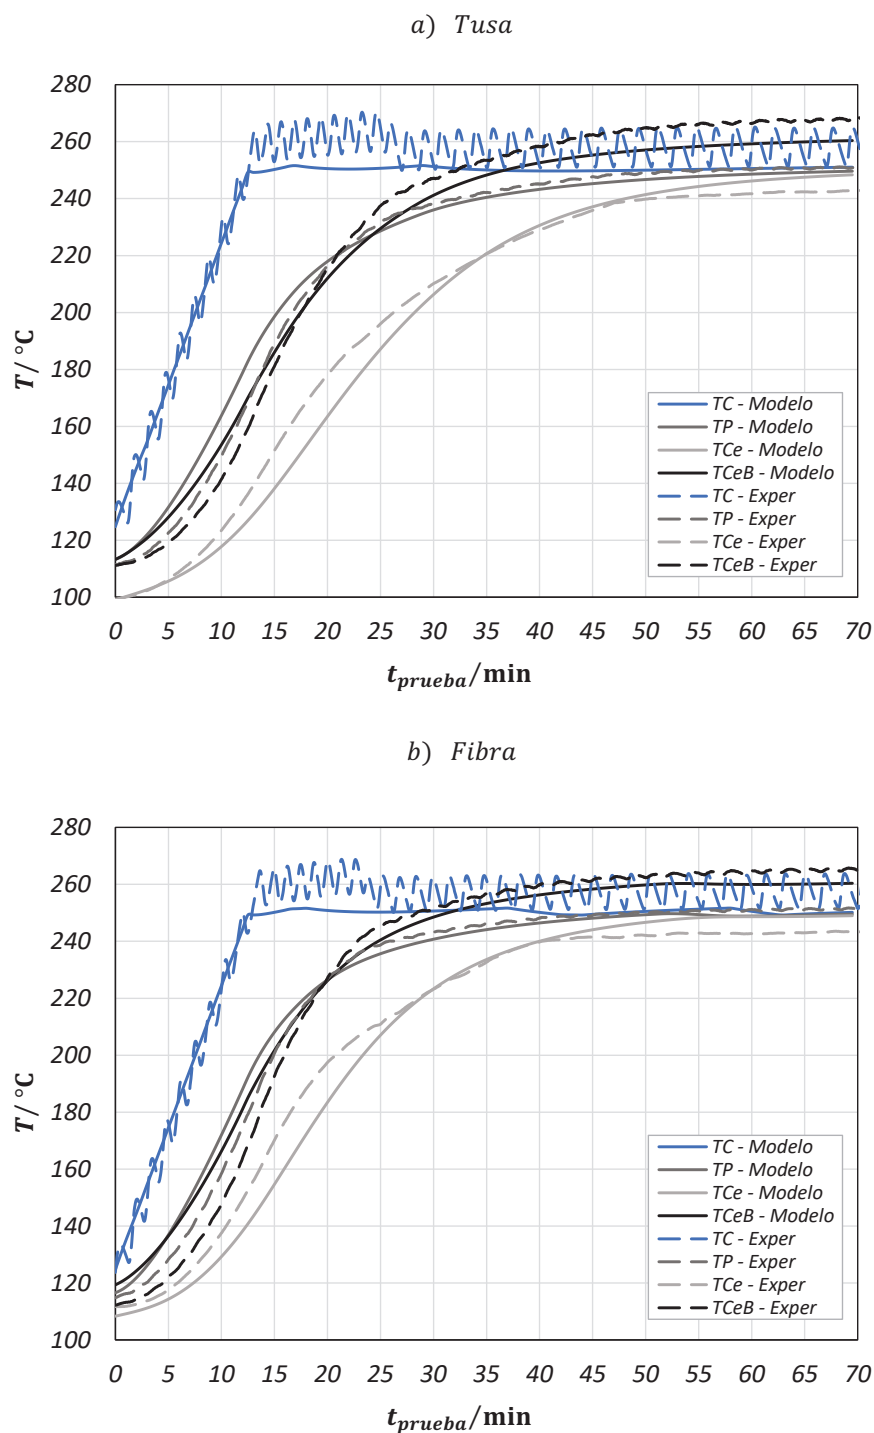 a) Tusa
280
260
240
220
200
180
160
140
120
100
T/ °C
TC - Modelo
TP - Modelo
TCe - Modelo
TCeB - Modelo
TC - Exper
TP - Exper
TCe - Exper
TCeB - Exper
0 5 10 15 20 25 30 35 40 45 50 55 60 65 70
t_prueba/min
b) Fibra
280
260
240
220
200
180
160
140
120
100
T/ °C
TC - Modelo
TP - Modelo
TCe - Modelo
TCeB - Modelo
TC - Exper
TP - Exper
TCe - Exper
TCeB - Exper
0 5 10 15 20 25 30 35 40 45 50 55 60 65 70
t_prueba/min